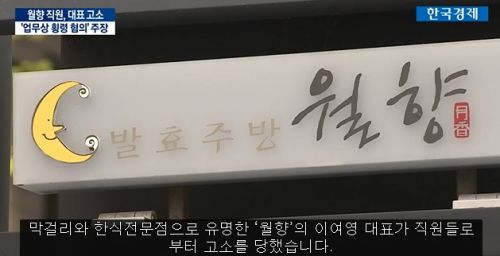 월향 직원, 대표 고소
'업무상 횡령 혐의' 주장
한국경제
발효주방 월향
月香
막걸리와 한식전문점으로 유명한 '월향'의 이여영 대표가 직원들로
부터 고소를 당했습니다.